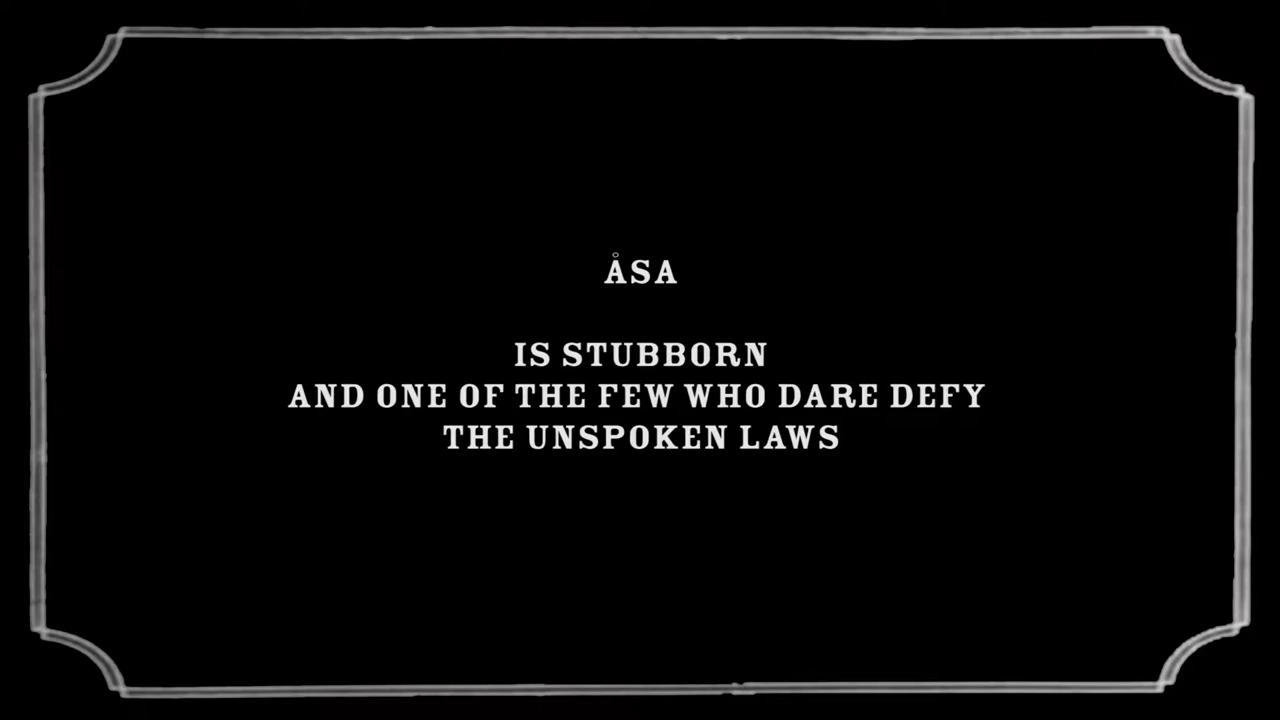 ÅSA
IS STUBBORN
AND ONE OF THE FEW WHO DARE DEFY
THE UNSPOKEN LAWS